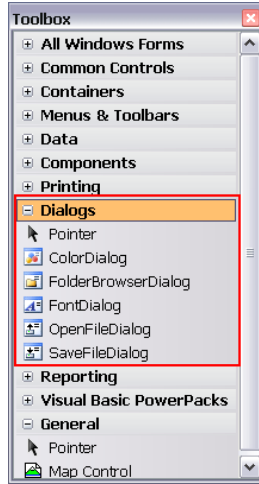 Toolbox
All Windows Forms
Common Controls
Containers
Menus & Toolbars
Data
Components
Printing
Dialogs
Pointer
ColorDialog
FolderBrowserDialog
FontDialog
OpenFileDialog
SaveFileDialog
Reporting
Visual Basic PowerPacks
General
Pointer
Map Control